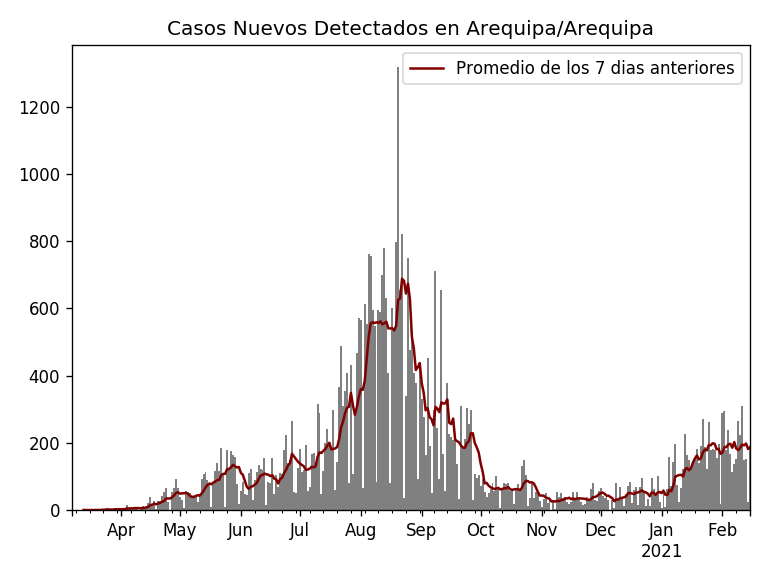 Casos Nuevos Detectados en Arequipa/Arequipa
Promedio de los 7 dias anteriores
1200
1000
800
600
400
200
0
Apr May Jun Jul Aug Sep Oct Nov Dec Jan Feb
2021